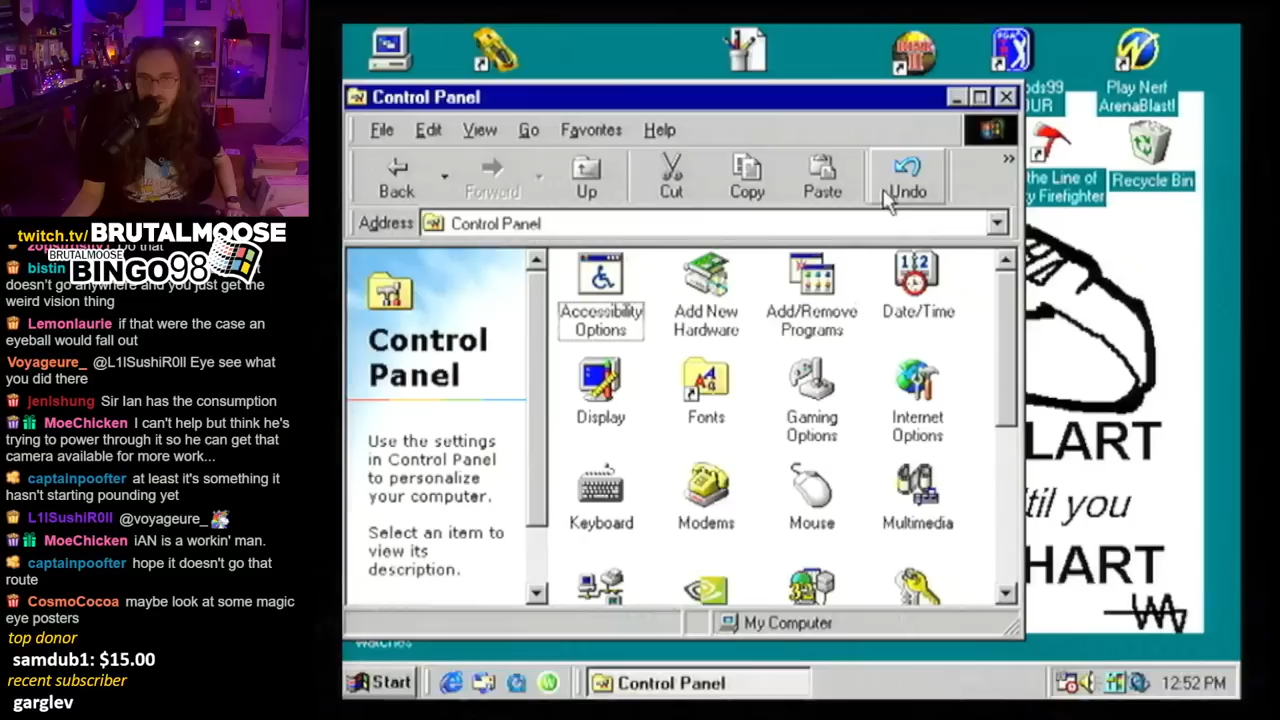 twitch.tv/BRUTALMOOSE
BRUTALMOOSE
BINGO98
Do that
bistin
doesn't go anywhere and you just get the
weird vision thing
Lemonlaurie if that were the case an
eyeball would fall out
Voyageure_ @L1lSushiR0ll Eye see what
you did there
jenishung Sir Ian has the consumption
MoeChicken I can't help but think he's
trying to power through it so he can get that
camera available for more work...
captainpoofter at least it's something it
hasn't starting pounding yet
L1lSushiR0ll @voyageure_
MoeChicken iAN is a workin' man.
captainpoofter hope it doesn't go that
route
CosmoCocoa maybe look at some magic
eye posters
top donor
samdub1: $15.00
recent subscriber
garglev
Control Panel
File Edit View Go Favorites Help
Back Forward Up Cut Copy Paste Undo
Address Control Panel
Control
Panel
Use the settings
in Control Panel
to personalize
your computer.
Select an item to
view its
description.
Accessibility
Options
Add New
Hardware
Add/Remove
Programs
Date/Time
Display
Fonts
Gaming
Options
Internet
Options
Keyboard
Modems
Mouse
Multimedia
My Computer
PGA
ds99
UR
Play Nerf
ArenaBlast!
the Line of
y Firefighter
Recycle Bin
LART
til you
HART
Start
Control Panel
12:52 PM